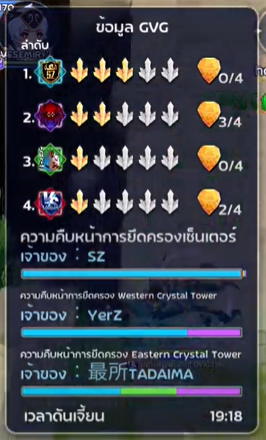 ข้อมูล GVG
ลำดับ
1. 0/4
2. 3/4
3. 0/4
4. 2/4
ความคืบหน้าการยึดครองเซ็นเตอร์
เจ้าของ : SZ
ความคืบหน้าการยึดครอง Western Crystal Tower
เจ้าของ : YerZ
ความคืบหน้าการยึดครอง Eastern Crystal Tower
เจ้าของ : 最所TADAIMA
เวลาดันเจี้ยน 19:18